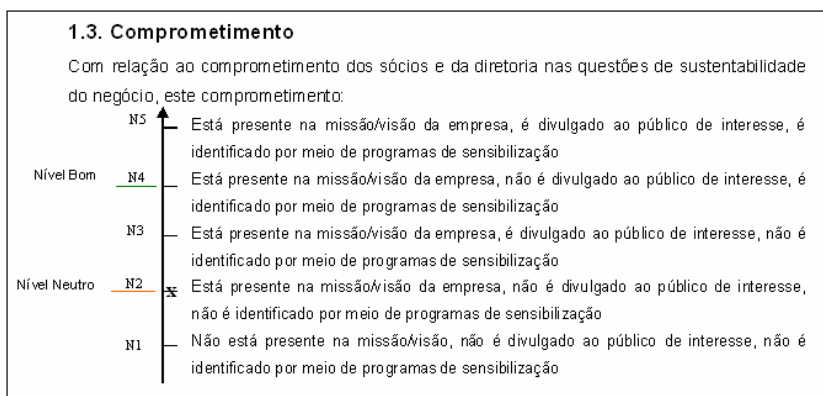 1.3. Comprometimento
Com relação ao comprometimento dos sócios e da diretoria nas questões de sustentabilidade
do negócio, este comprometimento:
N5 Está presente na missão/visão da empresa, é divulgado ao público de interesse, é
identificado por meio de programas de sensibilização
Nível Bom N4 Está presente na missão/visão da empresa, não é divulgado ao público de interesse, é
identificado por meio de programas de sensibilização
N3 Está presente na missão/visão da empresa, é divulgado ao público de interesse, não é
identificado por meio de programas de sensibilização
Nível Neutro N2 x Está presente na missão/visão da empresa, não é divulgado ao público de interesse,
não é identificado por meio de programas de sensibilização
N1 Não está presente na missão/visão, não é divulgado ao público de interesse, não é
identificado por meio de programas de sensibilização